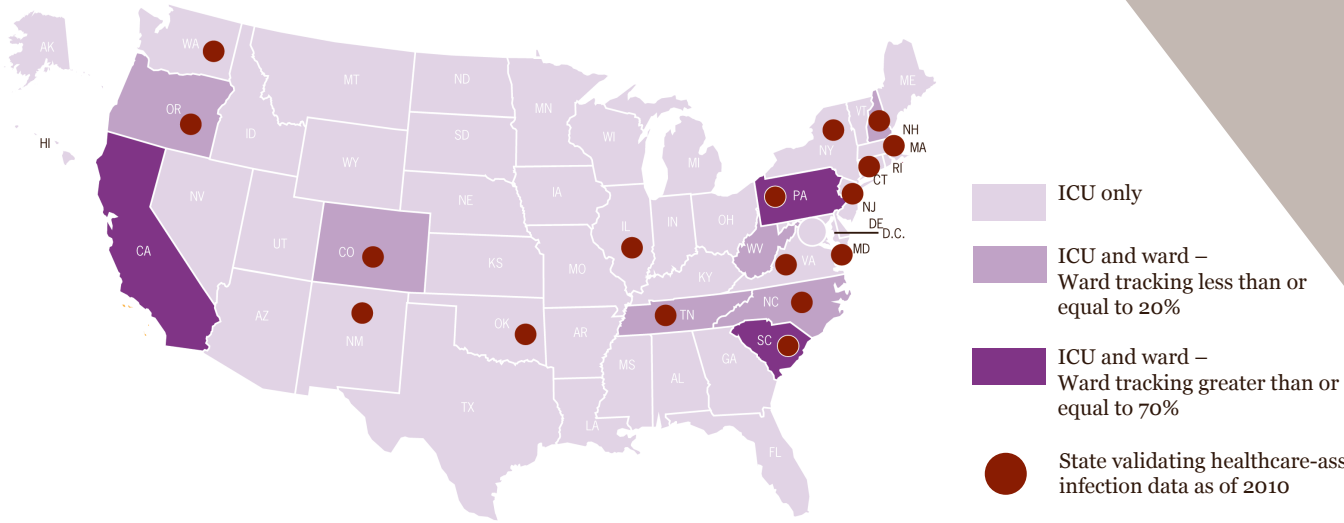 WA
AK
MT
ND
MN
ME
VT
OR
ID
SD
WI
MI
NY
NH
MA
RI
CT
HI
WY
IA
NE
PA
NJ
NV
UT
CO
IL
IN
OH
WV
DE
D.C.
MD
VA
CA
KS
MO
KY
AZ
NM
OK
AR
TN
NC
SC
MS
AL
GA
TX
LA
FL
ICU only
ICU and ward –
Ward tracking less than or
equal to 20%
ICU and ward –
Ward tracking greater than or
equal to 70%
State validating healthcare-ass
infection data as of 2010